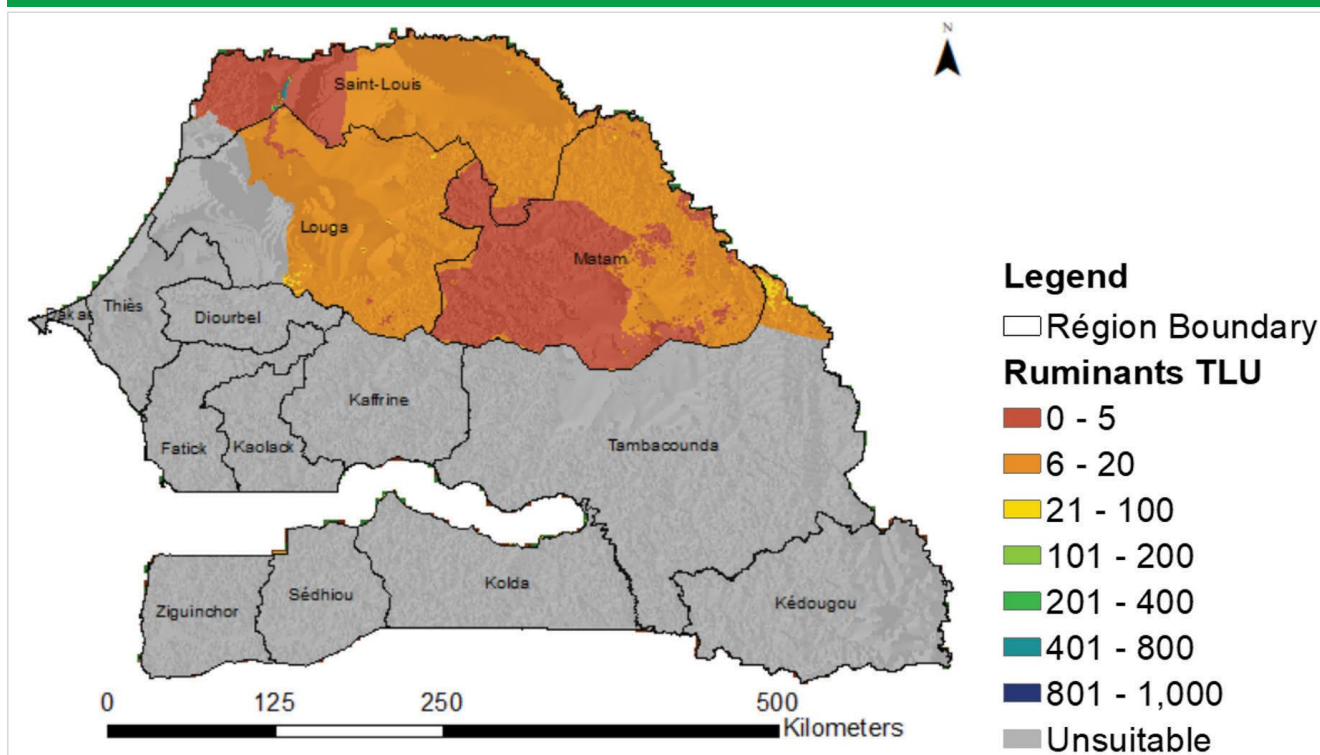 N
Saint-Louis
Louga
Matam
Dakar
Thiès
Diourbel
Kaffrine
Fatick
Kaolack
Tambacounda
Ziguinchor
Sédhiou
Kolda
Kédougou
0 125 250 500
Kilometers
Legend
Région Boundary
Ruminants TLU
0 - 5
6 - 20
21 - 100
101 - 200
201 - 400
401 - 800
801 - 1,000
Unsuitable